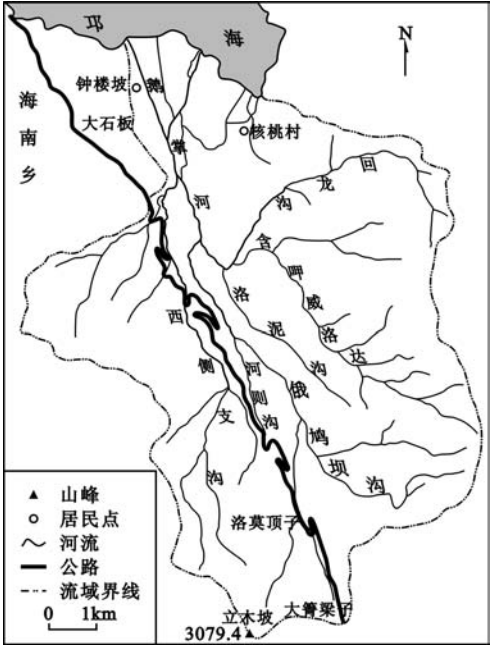 邛海
N
钟楼坡
鹅掌河
大石板
海南乡
核桃村
回龙沟
含呷威洛达
洛泥沟
西侧支沟
河则沟
俄鸠坝沟
洛莫顶子
大箐梁子
立木坡
3079.4
山峰
居民点
河流
公路
流域界线
0 1km